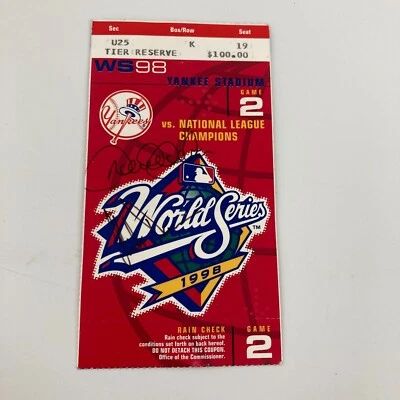 Sec Box/Row Seat
U25 K 19
TIER RESERVE $100.00
WS98
YANKEE STADIUM
GAME
2
Yankees
vs. NATIONAL LEAGUE
CHAMPIONS
World Series
TM
1998
RAIN CHECK
Rain check subject to the
conditions set forth on back hereof.
DO NOT DETACH THIS COUPON.
Office of the Commissioner.
GAME
2